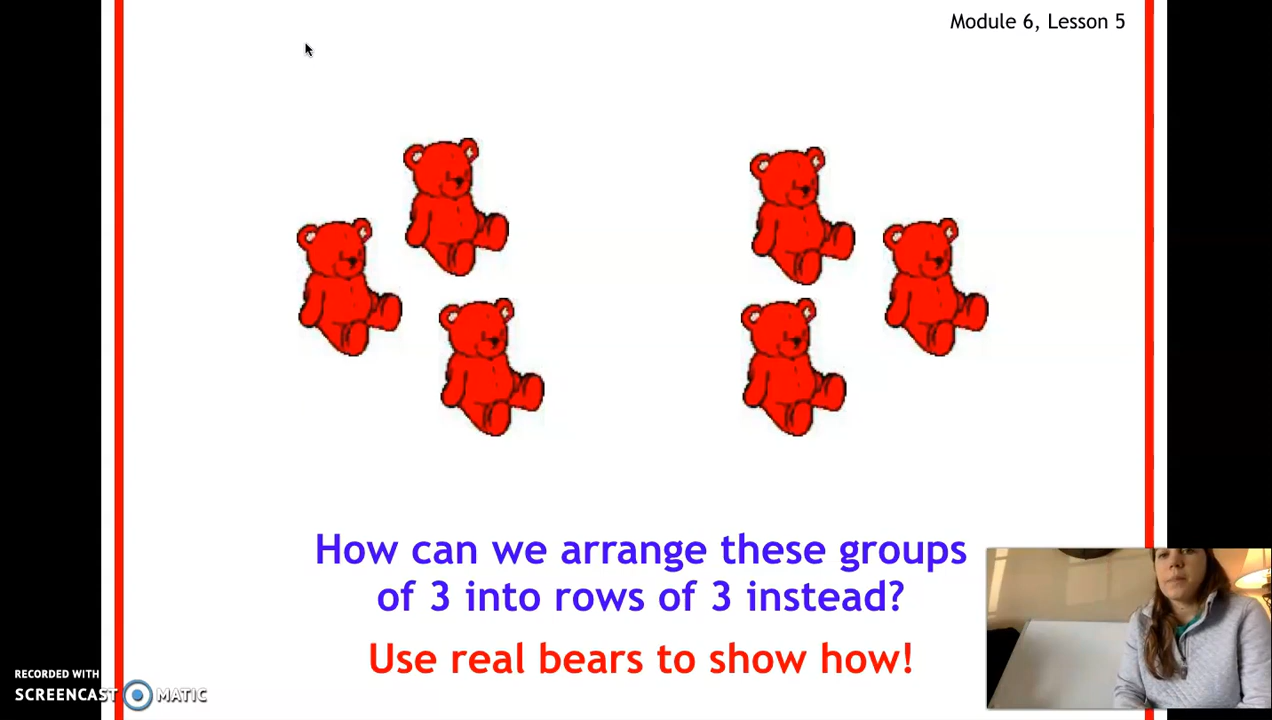 Module 6, Lesson 5
How can we arrange these groups
of 3 into rows of 3 instead?
Use real bears to show how!
RECORDED WITH
SCREENCAST MATIC